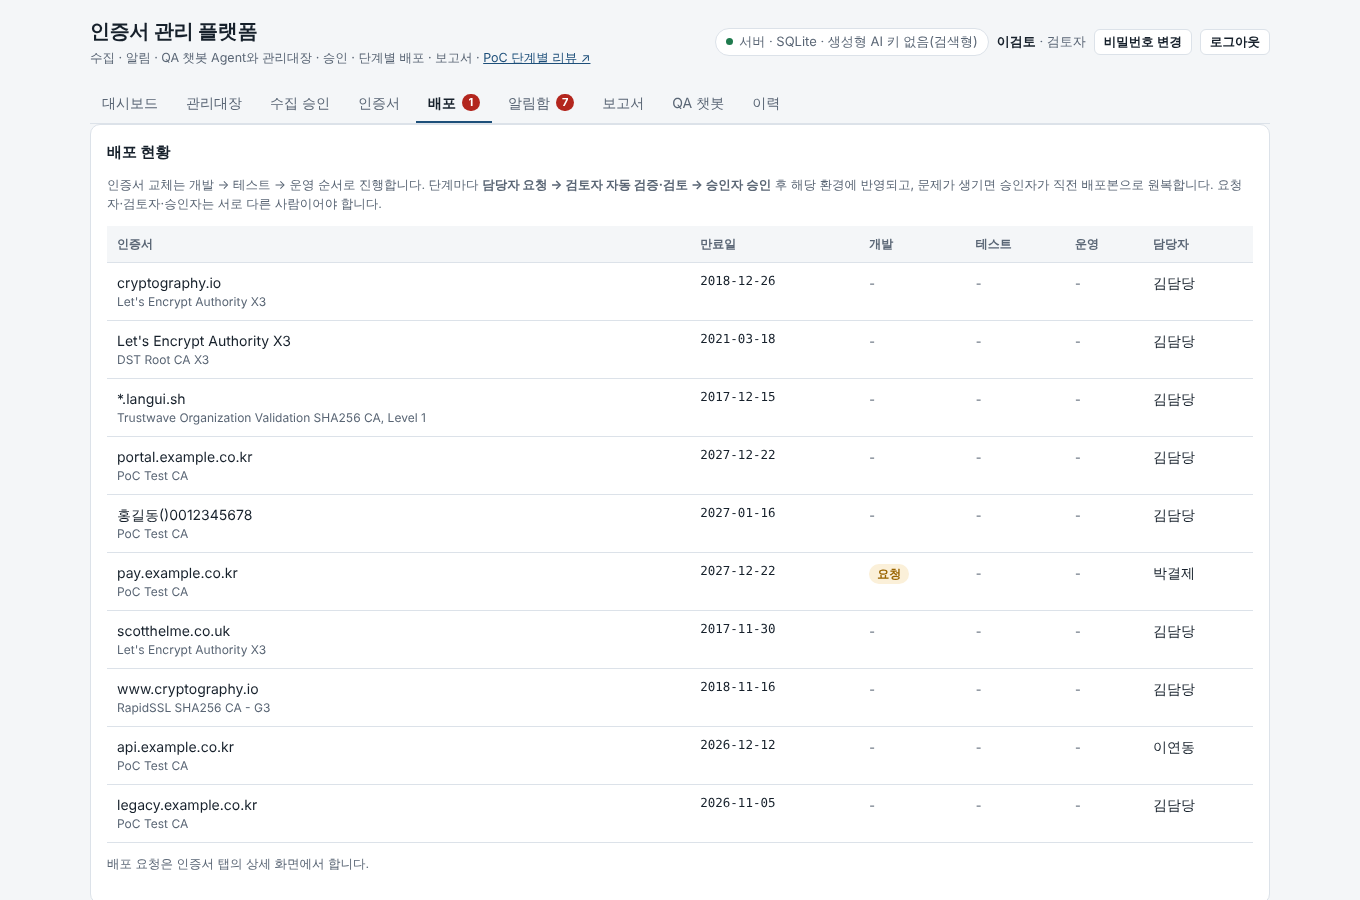 인증서 관리 플랫폼
수집 · 알림 · QA 챗봇 Agent와 관리대장 · 승인 · 단계별 배포 · 보고서 · PoC 단계별 리뷰 ↗
서버 · SQLite · 생성형 AI 키 없음(검색형)
이검토 · 검토자
비밀번호 변경
로그아웃
대시보드
관리대장
수집 승인
인증서
배포 1
알림함 7
보고서
QA 챗봇
이력
배포 현황
인증서 교체는 개발 → 테스트 → 운영 순서로 진행합니다. 단계마다 담당자 요청 → 검토자 자동 검증·검토 → 승인자 승인 후 해당 환경에 반영되고, 문제가 생기면 승인자가 직전 배포본으로 원복합니다. 요청
자·검토자·승인자는 서로 다른 사람이어야 합니다.
인증서 만료일 개발 테스트 운영 담당자
cryptography.io 2018-12-26 - - - 김담당
Let's Encrypt Authority X3
Let's Encrypt Authority X3 2021-03-18 - - - 김담당
DST Root CA X3
*.langui.sh 2017-12-15 - - - 김담당
Trustwave Organization Validation SHA256 CA, Level 1
portal.example.co.kr 2027-12-22 - - - 김담당
PoC Test CA
홍길동()0012345678 2027-01-16 - - - 김담당
PoC Test CA
pay.example.co.kr 2027-12-22 요청 - - 박결제
PoC Test CA
scotthelme.co.uk 2017-11-30 - - - 김담당
Let's Encrypt Authority X3
www.cryptography.io 2018-11-16 - - - 김담당
RapidSSL SHA256 CA - G3
api.example.co.kr 2026-12-12 - - - 이연동
PoC Test CA
legacy.example.co.kr 2026-11-05 - - - 김담당
PoC Test CA
배포 요청은 인증서 탭의 상세 화면에서 합니다.